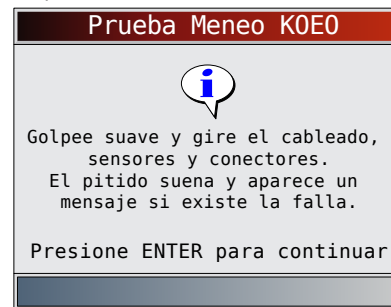 Prueba Meneo KOEO
i
Golpee suave y gire el cableado,
sensores y conectores.
El pitido suena y aparece un
mensaje si existe la falla.
Presione ENTER para continuar